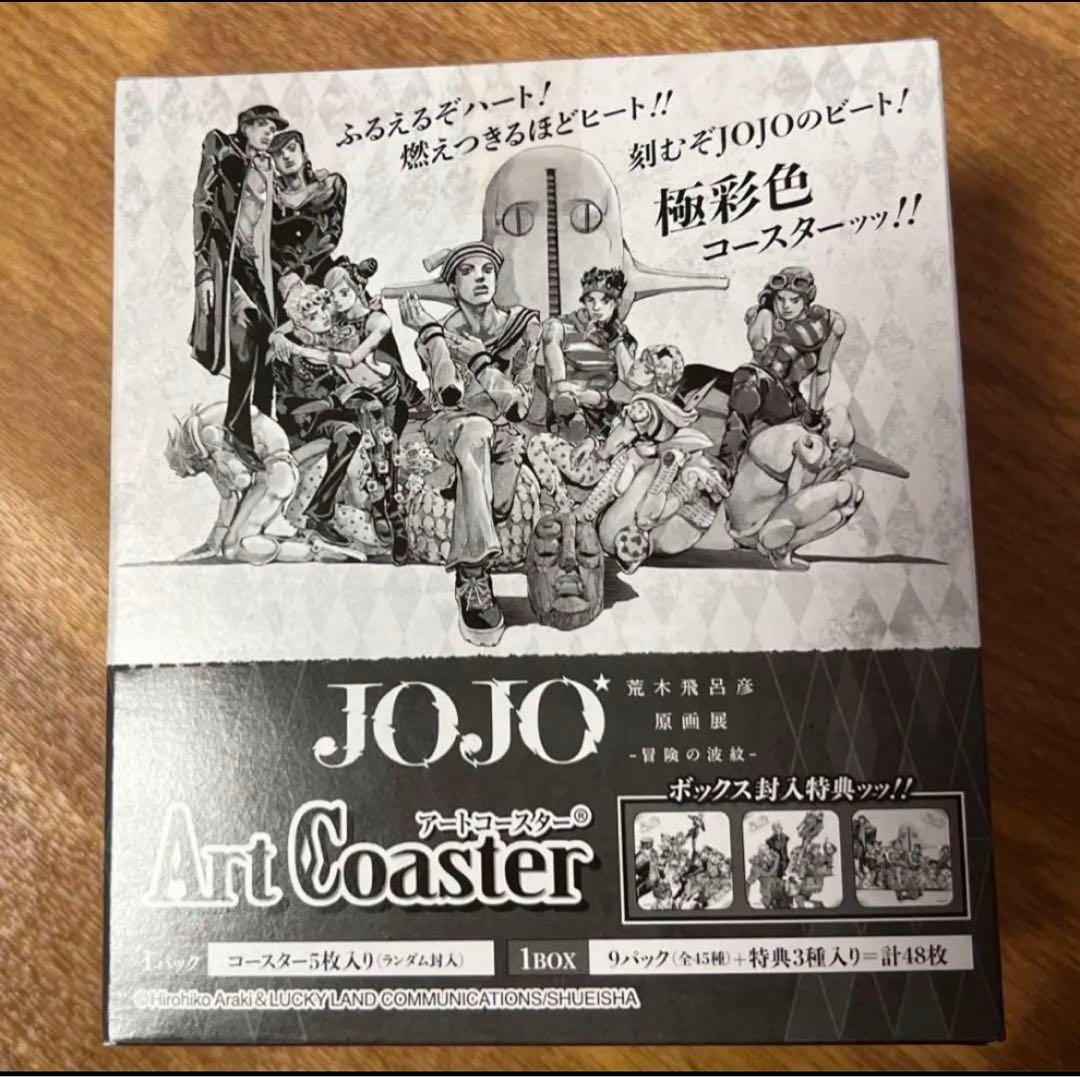 ふるえるぞハート!
燃えつきるほどヒート!!
刻むぞJOJOのビート!
極彩色
コースターッッ!!
JOJO
荒木飛呂彦
原画展
-冒険の波紋-
アートコースター®
Art Coaster
ボックス封入特典ッッ!!
1パック コースター5枚入り(ランダム封入)
1BOX 9パック(全45種)+特典3種入り=計48枚
©Hirohiko Araki & LUCKY LAND COMMUNICATIONS/SHUEISHA